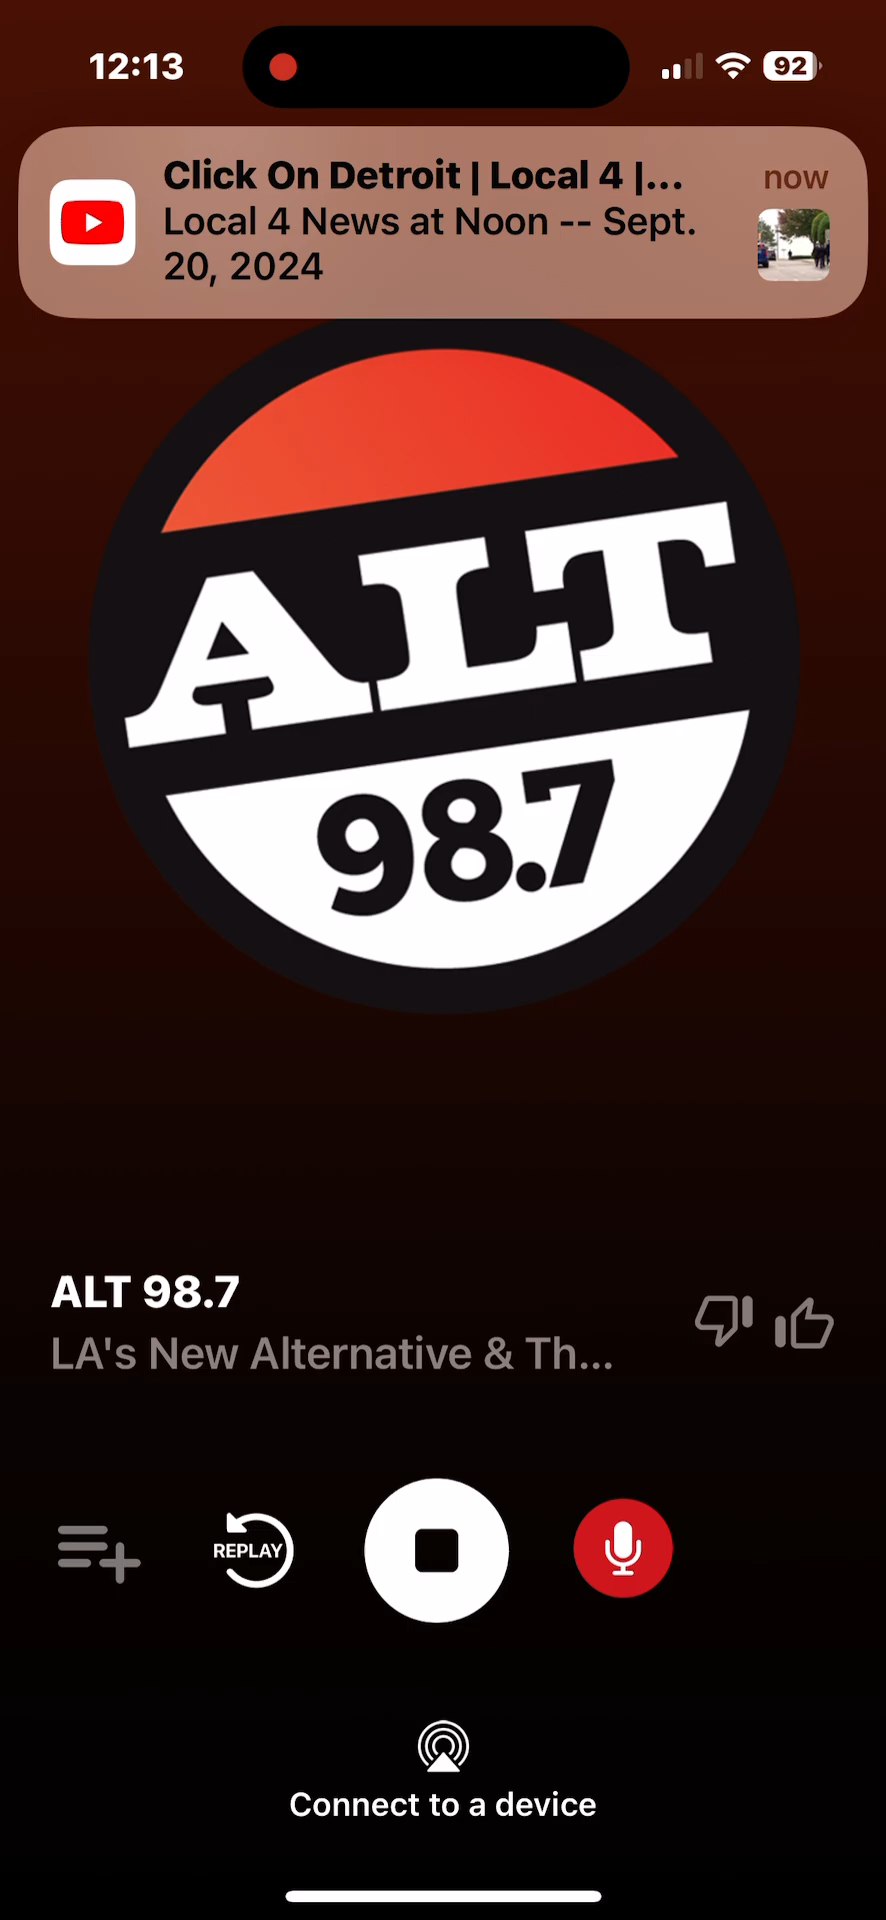 12:13
92
Click On Detroit | Local 4 |...
now
Local 4 News at Noon -- Sept.
20, 2024
ALT
98.7
ALT 98.7
LA's New Alternative & Th...
REPLAY
Connect to a device